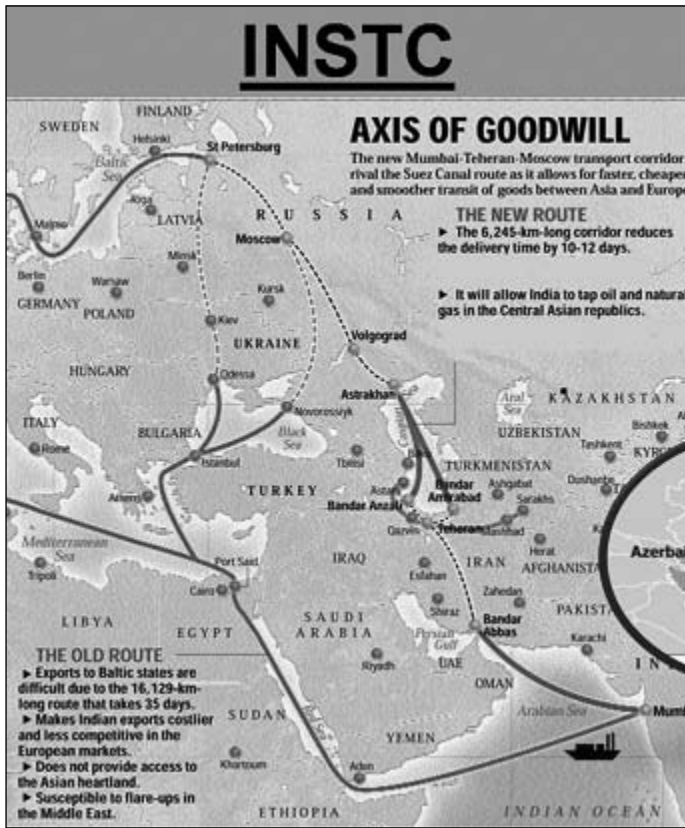 INSTC
AXIS OF GOODWILL
The new Mumbai-Teheran-Moscow transport corridor
rival the Suez Canal route as it allows for faster, cheape
and smoother transit of goods between Asia and Europe
THE NEW ROUTE
▶ The 6,245-km-long corridor reduces
the delivery time by 10-12 days.
▶ It will allow India to tap oil and natural
gas in the Central Asian republics.
FINLAND
SWEDEN
Helsinki
St Petersburg
Baltic
Sea
Riga
LATVIA
RUSSIA
Malmo
Moscow
Minsk
Berlin
Warsaw
Kursk
GERMANY
POLAND
Kiev
UKRAINE
Volgograd
HUNGARY
Odessa
Astrakhan
Aral
Sea
KAZAKHSTAN
Novorossiyk
ITALY
BULGARIA
Black
Sea
Caspian
UZBEKISTAN
Bishkek
Rome
Istanbul
Tbilisi
Baku
Tashkent
KYRG
TURKMENISTAN
TURKEY
Astara
Bandar
Amirabad
Ashgabat
Dushanbe
Athens
Bandar Anzali
Sarakhs
Qazvin
Teheran
Mashhad
Mediterranean
Sea
Port Said
IRAQ
IRAN
Herat
AFGHANISTA
Azerbai
Tripoli
Cairo
Esfahan
Zahedan
LIBYA
EGYPT
SAUDI
ARABIA
Shiraz
Persian
Gulf
Bandar
Abbas
PAKISTA
Karachi
Riyadh
UAE
OMAN
IN
THE OLD ROUTE
▶ Exports to Baltic states are
difficult due to the 16,129-km-
long route that takes 35 days.
▶ Makes Indian exports costlier
and less competitive in the
European markets.
▶ Does not provide access to
the Asian heartland.
▶ Susceptible to flare-ups in
the Middle East.
SUDAN
Red Sea
Arabian Sea
Mumb
YEMEN
Khartoum
Aden
ETHIOPIA
INDIAN OCEAN